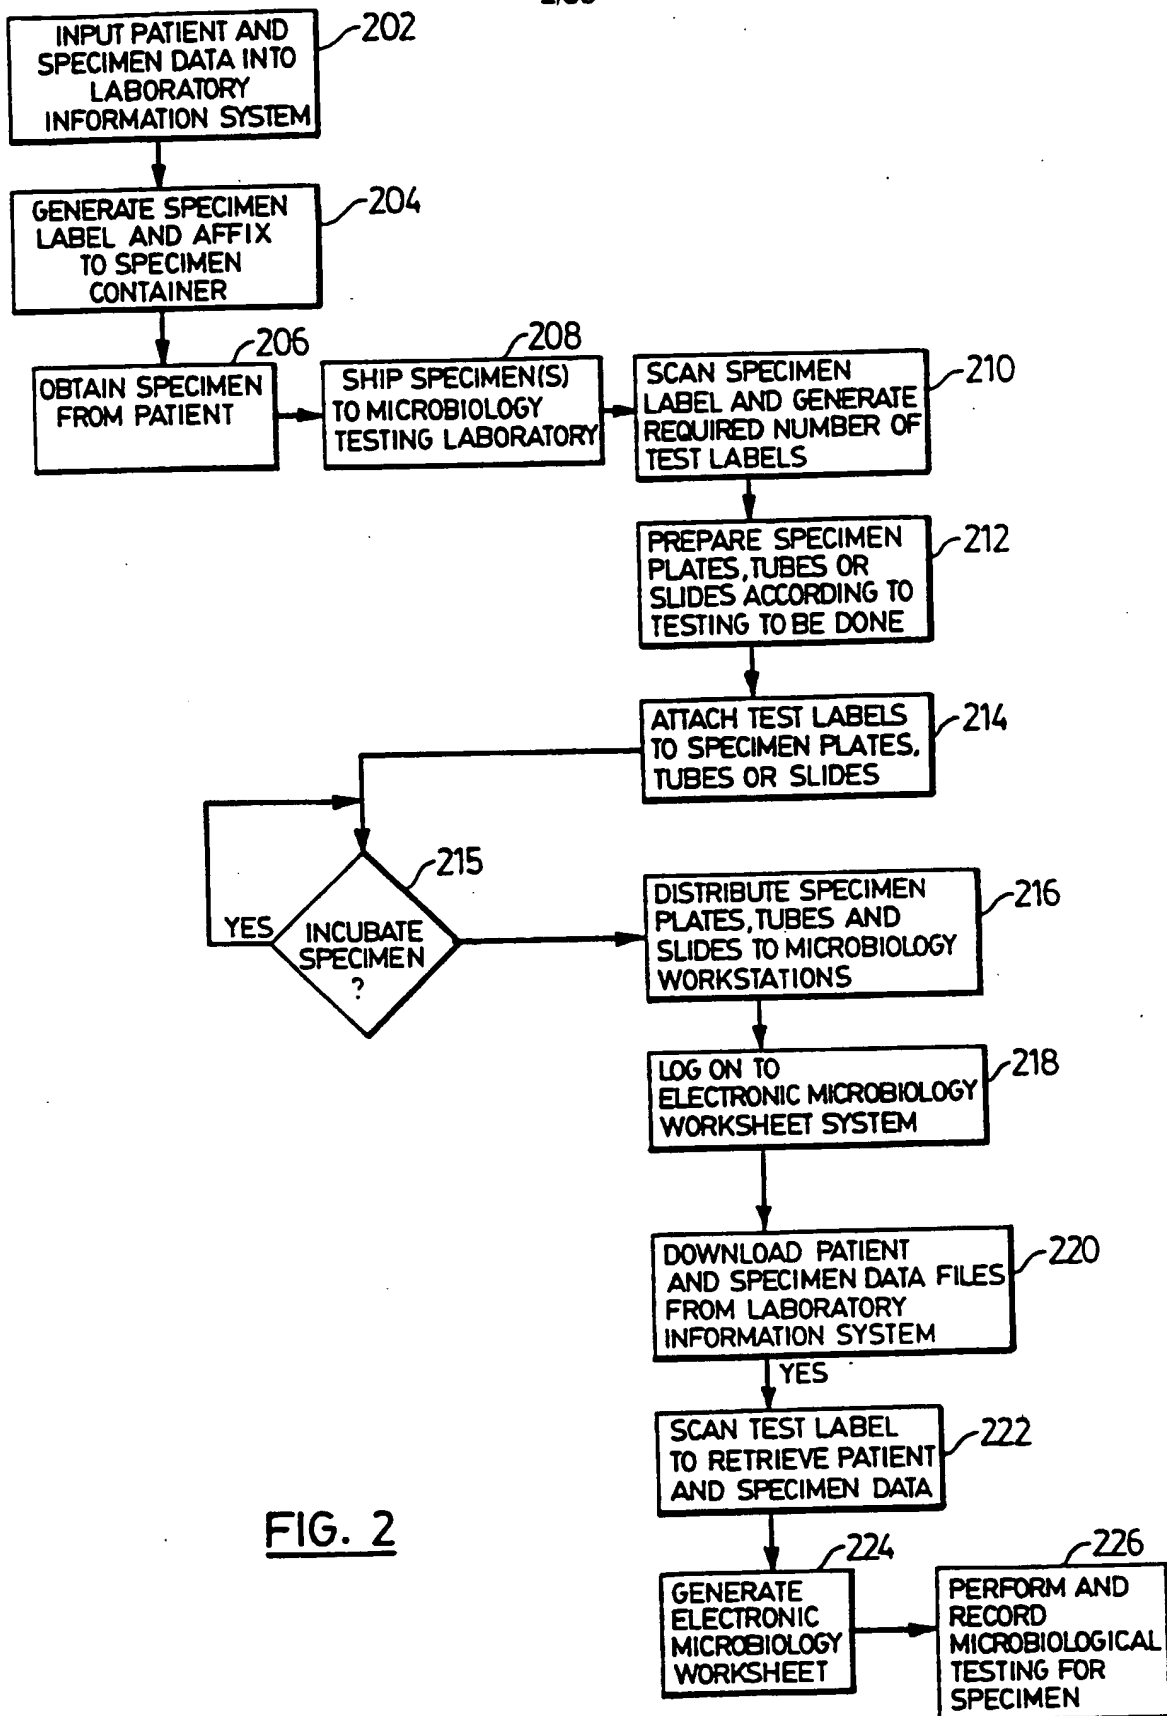 INPUT PATIENT AND
SPECIMEN DATA INTO
LABORATORY
INFORMATION SYSTEM
202
GENERATE SPECIMEN
LABEL AND AFFIX
TO SPECIMEN
CONTAINER
204
OBTAIN SPECIMEN
FROM PATIENT
206
SHIP SPECIMEN(S)
TO MICROBIOLOGY
TESTING LABORATORY
208
SCAN SPECIMEN
LABEL AND GENERATE
REQUIRED NUMBER OF
TEST LABELS
210
PREPARE SPECIMEN
PLATES, TUBES OR
SLIDES ACCORDING TO
TESTING TO BE DONE
212
ATTACH TEST LABELS
TO SPECIMEN PLATES,
TUBES OR SLIDES
214
215
YES
INCUBATE
SPECIMEN
?
DISTRIBUTE SPECIMEN
PLATES, TUBES AND
SLIDES TO MICROBIOLOGY
WORKSTATIONS
216
LOG ON TO
ELECTRONIC MICROBIOLOGY
WORKSHEET SYSTEM
218
DOWNLOAD PATIENT
AND SPECIMEN DATA FILES
FROM LABORATORY
INFORMATION SYSTEM
220
YES
SCAN TEST LABEL
TO RETRIEVE PATIENT
AND SPECIMEN DATA
222
GENERATE
ELECTRONIC
MICROBIOLOGY
WORKSHEET
224
PERFORM AND
RECORD
MICROBIOLOGICAL
TESTING FOR
SPECIMEN
226
FIG. 2